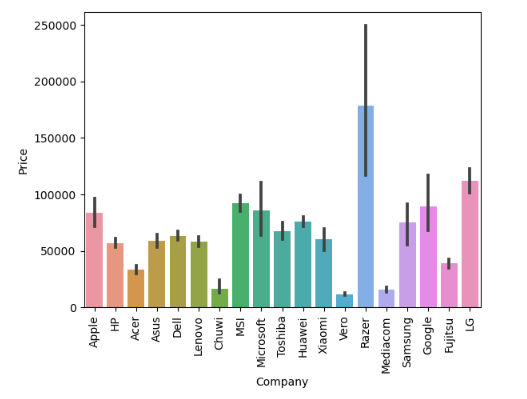 250000
200000
150000
100000
50000
0
Price
Apple
HP
Acer
Asus
Dell
Lenovo
Chuwi
MSI
Microsoft
Toshiba
Huawei
Xiaomi
Vero
Razer
Mediacom
Samsung
Google
Fujitsu
LG
Company